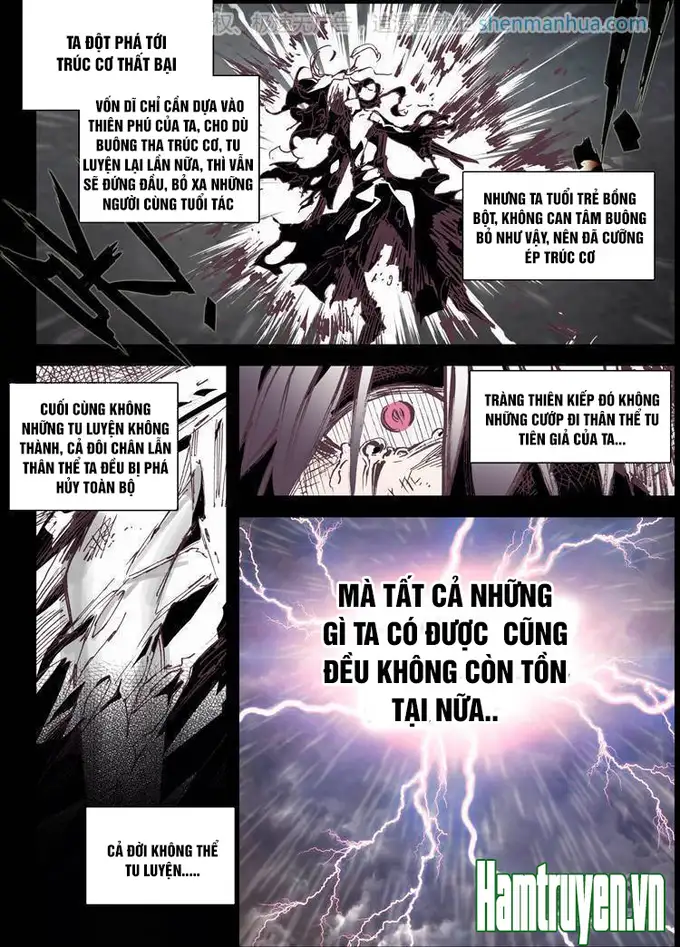 shenmanhua.com
TA ĐỘT PHÁ TỚI
TRÚC CƠ THẤT BẠI
VỐN DĨ CHỈ CẦN DỰA VÀO
THIÊN PHÚ CỦA TA, CHO DÙ
BUÔNG THA TRÚC CƠ, TU
LUYỆN LẠI LẦN NỮA, THÌ VẪN
SẼ ĐỨNG ĐẦU, BỎ XA NHỮNG
NGƯỜI CÙNG TUỔI TÁC
NHƯNG TA TUỔI TRẺ BỒNG
BỘT, KHÔNG CAN TÂM BUÔNG
BỎ NHƯ VẬY, NÊN ĐÃ CƯỠNG
ÉP TRÚC CƠ
CUỐI CÙNG KHÔNG
NHỮNG TU LUYỆN KHÔNG
THÀNH, CẢ ĐÔI CHÂN LẪN
THÂN THỂ TA ĐỀU BỊ PHÁ
HỦY TOÀN BỘ
TRÀNG THIÊN KIẾP ĐÓ KHÔNG
NHỮNG CƯỚP ĐI THÂN THỂ TU
TIÊN GIẢ CỦA TA...
MÀ TẤT CẢ NHỮNG
GÌ TA CÓ ĐƯỢC CŨNG
ĐỀU KHÔNG CÒN TỒN
TẠI NỮA..
CẢ ĐỜI KHÔNG THỂ
TU LUYỆN.....
Hamtruyen.vn